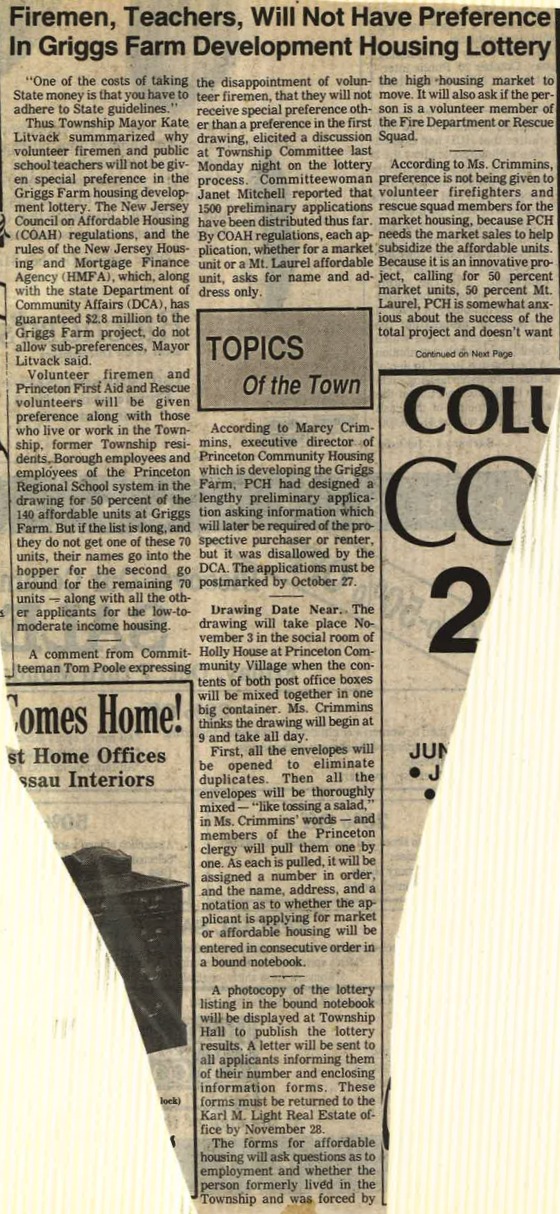 Firemen, Teachers, Will Not Have Preference
In Griggs Farm Development Housing Lottery
"One of the costs of taking
State money is that you have to
adhere to State guidelines."
Thus Township Mayor Kate
Litvack summmarized why
volunteer firemen and public
school teachers will not be giv-
en special preference in the
Griggs Farm housing develop-
ment lottery. The New Jersey
Council on Affordable Housing
(COAH) regulations, and the
rules of the New Jersey Hous-
ing and Mortgage Finance
Agency (HMFA), which, along
with the state Department of
Community Affairs (DCA), has
guaranteed $2.8 million to the
Griggs Farm project, do not
allow sub-preferences, Mayor
Litvack said.
Volunteer firemen and
Princeton First Aid and Rescue
volunteers will be given
preference along with those
who live or work in the Town-
ship, former Township resi-
dents, Borough employees and
employees of the Princeton
Regional School system in the
drawing for 50 percent of the
140 affordable units at Griggs
Farm. But if the list is long, and
they do not get one of these 70
units, their names go into the
hopper for the second go
around for the remaining 70
units — along with all the oth-
er applicants for the low-to-
moderate income housing.
A comment from Commit-
teeman Tom Poole expressing
the disappointment of volun-
teer firemen, that they will not
receive special preference oth-
er than a preference in the first
drawing, elicited a discussion
at Township Committee last
Monday night on the lottery
process. Committeewoman
Janet Mitchell reported that
1500 preliminary applications
have been distributed thus far.
By COAH regulations, each ap-
plication, whether for a market
unit or a Mt. Laurel affordable
unit, asks for name and ad-
dress only.
TOPICS
Of the Town
According to Marcy Crim-
mins, executive director of
Princeton Community Housing
which is developing the Griggs
Farm, PCH had designed a
lengthy preliminary applica-
tion asking information which
will later be required of the pro-
spective purchaser or renter,
but it was disallowed by the
DCA. The applications must be
postmarked by October 27.
Drawing Date Near. The
drawing will take place No-
vember 3 in the social room of
Holly House at Princeton Com-
munity Village when the con-
tents of both post office boxes
will be mixed together in one
big container. Ms. Crimmins
thinks the drawing will begin at
9 and take all day.
First, all the envelopes will
be opened to eliminate
duplicates. Then all the
envelopes will be thoroughly
mixed — "like tossing a salad,"
in Ms. Crimmins' words — and
members of the Princeton
clergy will pull them one by
one. As each is pulled, it will be
assigned a number in order,
and the name, address, and a
notation as to whether the ap-
plicant is applying for market
or affordable housing will be
entered in consecutive order in
a bound notebook.
A photocopy of the lottery
listing in the bound notebook
will be displayed at Township
Hall to publish the lottery
results. A letter will be sent to
all applicants informing them
of their number and enclosing
information forms. These
forms must be returned to the
Karl M. Light Real Estate of-
fice by November 28.
The forms for affordable
housing will ask questions as to
employment and whether the
person formerly lived in the
Township and was forced by
the high housing market to
move. It will also ask if the per-
son is a volunteer member of
the Fire Department or Rescue
Squad.
According to Ms. Crimmins,
preference is not being given to
volunteer firefighters and
rescue squad members for the
market housing, because PCH
needs the market sales to help
subsidize the affordable units.
Because it is an innovative pro-
ject, calling for 50 percent
market units, 50 percent Mt.
Laurel, PCH is somewhat anx-
ious about the success of the
total project and doesn't want
Continued on Next Page
Comes Home!
st Home Offices
ssau Interiors
lock)
COLU
CO
2
JUN
• J
•